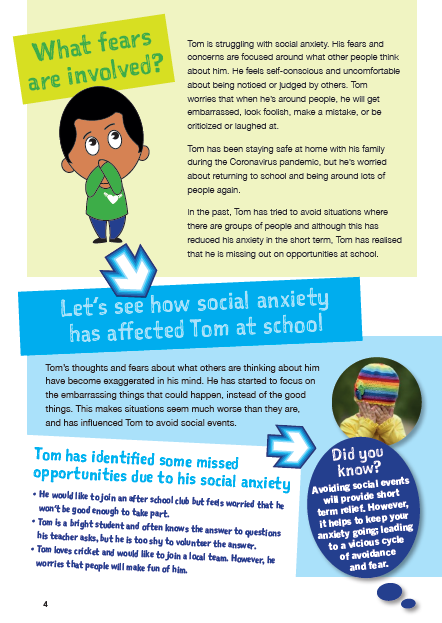 What fears
are involved?
Tom is struggling with social anxiety. His fears and
concerns are focused around what other people think
about him. He feels self-conscious and uncomfortable
about being noticed or judged by others. Tom
worries that when he's around people, he will get
embarrassed, look foolish, make a mistake, or be
criticized or laughed at.
Tom has been staying safe at home with his family
during the Coronavirus pandemic, but he's worried
about returning to school and being around lots of
people again.
In the past, Tom has tried to avoid situations where
there are groups of people and although this has
reduced his anxiety in the short term, Tom has realised
that he is missing out on opportunities at school.
Let's see how social anxiety
has affected Tom at school
Tom's thoughts and fears about what others are thinking about him
have become exaggerated in his mind. He has started to focus on
the embarrassing things that could happen, instead of the good
things. This makes situations seem much worse than they are,
and has influenced Tom to avoid social events.
Tom has identified some missed
opportunities due to his social anxiety
• He would like to join an after school club but feels worried that he
won't be good enough to take part.
• Tom is a bright student and often knows the answer to questions
his teacher asks, but he is too shy to volunteer the answer.
• Tom loves cricket and would like to join a local team. However, he
worries that people will make fun of him.
Did you
know?
Avoiding social events
will provide short
term relief. However,
it helps to keep your
anxiety going; leading
to a vicious cycle
of avoidance
and fear.
4